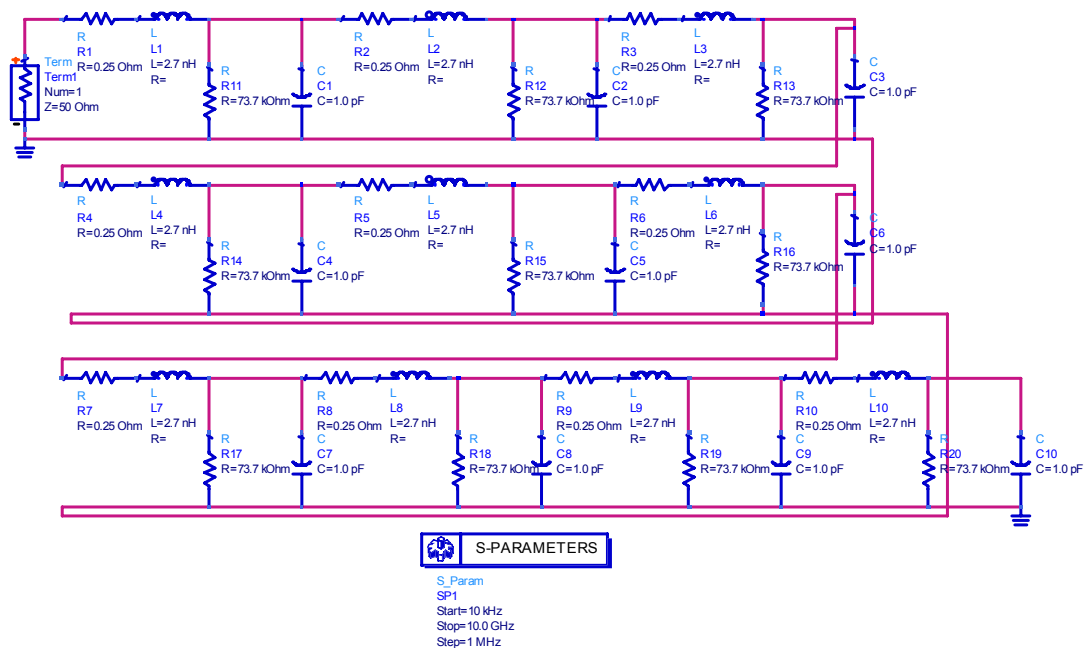 Term
Term1
Num=1
Z=50 Ohm
R
R1
R=0.25 Ohm
L
L1
L=2.7 nH
R=
R
R11
R=73.7 kOhm
C
C1
C=1.0 pF
R
R2
R=0.25 Ohm
L
L2
L=2.7 nH
R=
R
R12
R=73.7 kOhm
C
C2
C=1.0 pF
R
R3
R=0.25 Ohm
L
L3
L=2.7 nH
R=
R
R13
R=73.7 kOhm
C
C3
C=1.0 pF
R
R4
R=0.25 Ohm
L
L4
L=2.7 nH
R=
R
R14
R=73.7 kOhm
C
C4
C=1.0 pF
R
R5
R=0.25 Ohm
L
L5
L=2.7 nH
R=
R
R15
R=73.7 kOhm
C
C5
C=1.0 pF
R
R6
R=0.25 Ohm
L
L6
L=2.7 nH
R=
R
R16
R=73.7 kOhm
C
C6
C=1.0 pF
R
R7
R=0.25 Ohm
L
L7
L=2.7 nH
R=
R
R17
R=73.7 kOhm
C
C7
C=1.0 pF
R
R8
R=0.25 Ohm
L
L8
L=2.7 nH
R=
R
R18
R=73.7 kOhm
C
C8
C=1.0 pF
R
R9
R=0.25 Ohm
L
L9
L=2.7 nH
R=
R
R19
R=73.7 kOhm
C
C9
C=1.0 pF
R
R10
R=0.25 Ohm
L
L10
L=2.7 nH
R=
R
R20
R=73.7 kOhm
C
C10
C=1.0 pF
S-PARAMETERS
S_Param
SP1
Start=10 kHz
Stop=10.0 GHz
Step=1 MHz